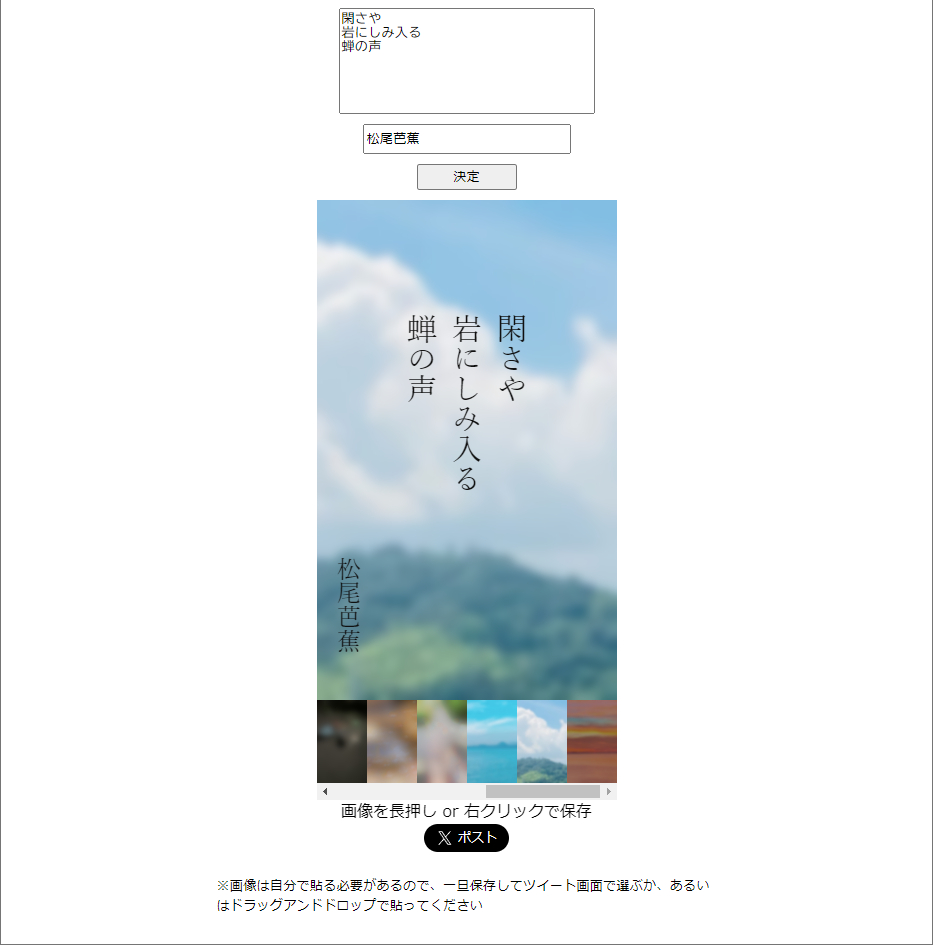 閑さや
岩にしみ入る
蝉の声
松尾芭蕉
決定
閑さや
岩にしみ入る
蝉の声
松尾芭蕉
画像を長押し or 右クリックで保存
X ポスト
※画像は自分で貼る必要があるので、一旦保存してツイート画面で選ぶか、あるい
はドラッグアンドドロップで貼ってください